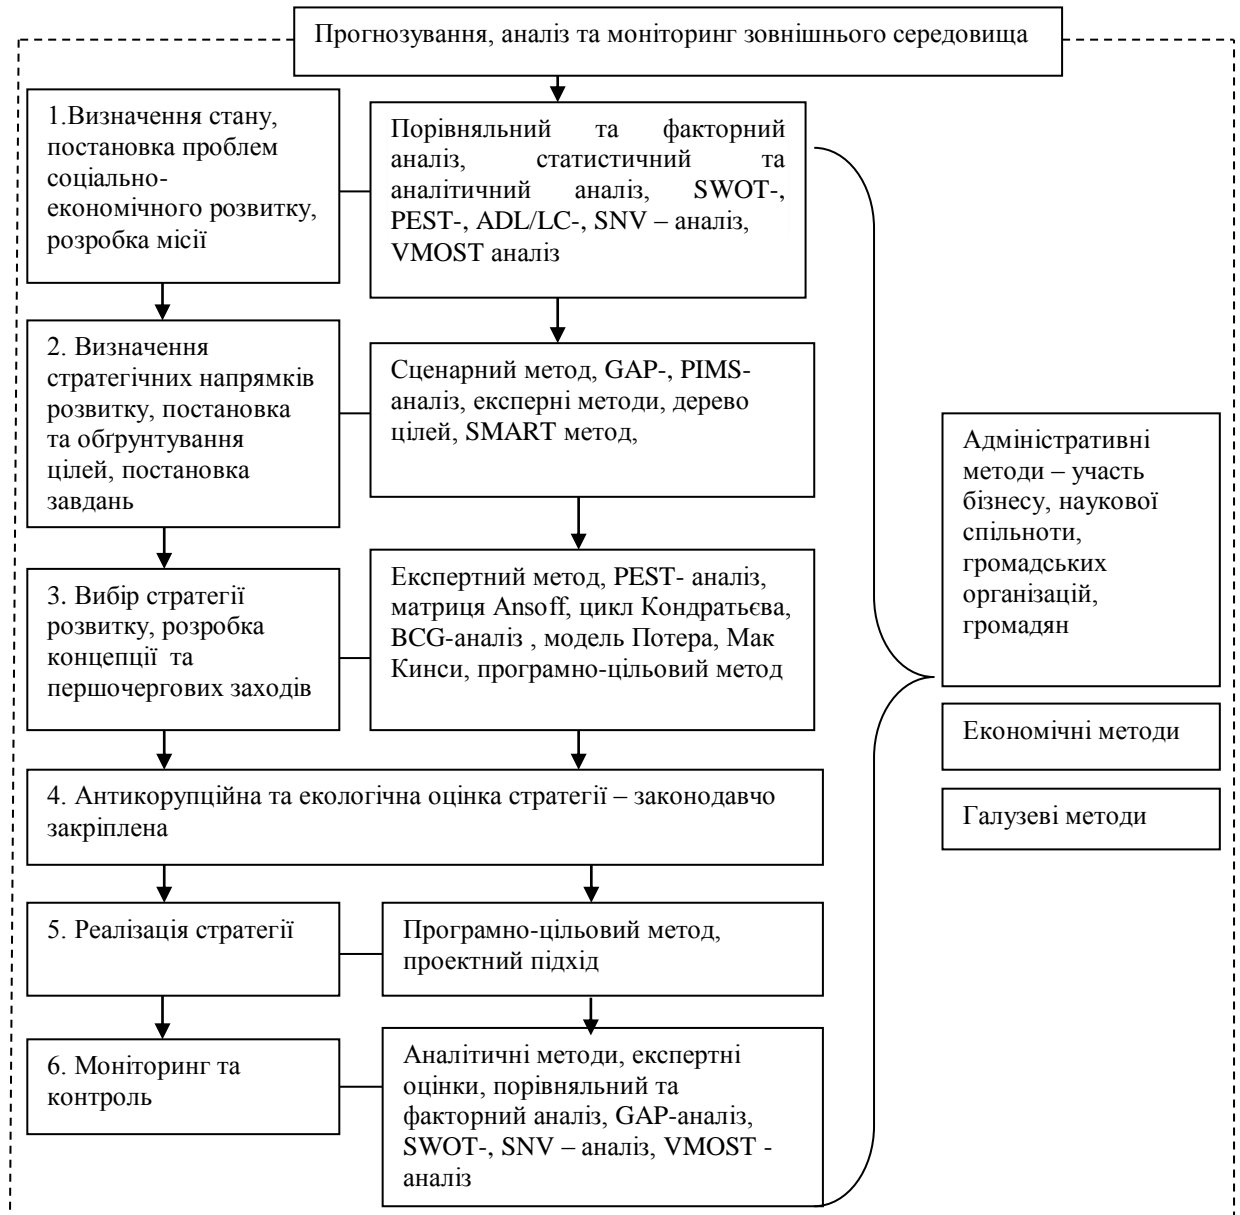 Прогнозування, аналіз та моніторинг зовнішнього середовища
1.Визначення стану,
постановка проблем
соціально-
економічного розвитку,
розробка місії
Порівняльний та факторний
аналіз, статистичний та
аналітичний аналіз, SWOT-,
PEST-, ADL/LC-, SNV – аналіз,
VMOST аналіз
2. Визначення
стратегічних напрямків
розвитку, постановка
та обґрунтування
цілей, постановка
завдань
Сценарний метод, GAP-, PIMS-
аналіз, експерні методи, дерево
цілей, SMART метод,
3. Вибір стратегії
розвитку, розробка
концепції та
першочергових заходів
Експертний метод, PEST- аналіз,
матриця Ansoff, цикл Кондратьєва,
BCG-аналіз , модель Потера, Мак
Кинси, програмно-цільовий метод
4. Антикорупційна та екологічна оцінка стратегії – законодавчо
закріплена
5. Реалізація стратегії
Програмно-цільовий метод,
проектний підхід
6. Моніторинг та
контроль
Аналітичні методи, експертні
оцінки, порівняльний та
факторний аналіз, GAP-аналіз,
SWOT-, SNV – аналіз, VMOST -
аналіз
Адміністративні
методи – участь
бізнесу, наукової
спільноти,
громадських
організацій,
громадян
Економічні методи
Галузеві методи